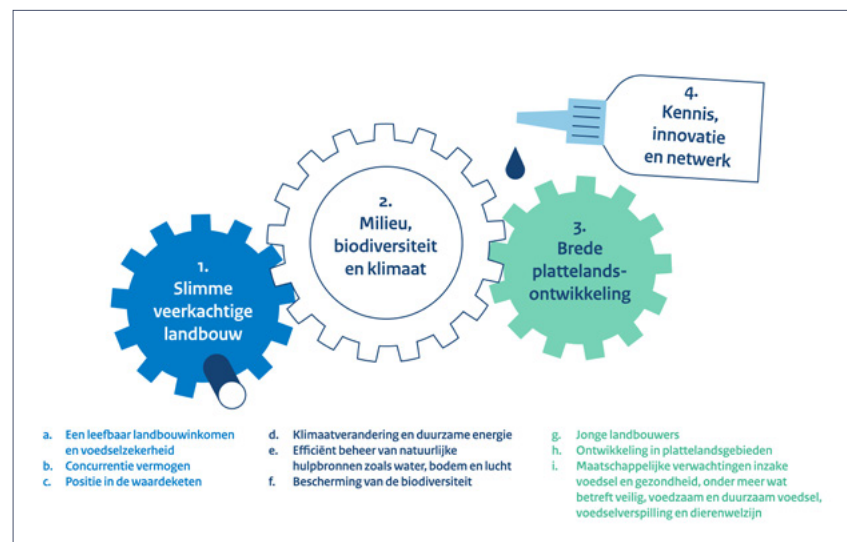 1.
Slimme
veerkachtige
landbouw
2.
Milieu,
biodiversiteit
en klimaat
3.
Brede
plattelands-
ontwikkeling
4.
Kennis,
innovatie
en netwerk
a. Een leefbaar landbouwinkomen
en voedselzekerheid
b. Concurrentie vermogen
c. Positie in de waardeketen
d. Klimaatverandering en duurzame energie
e. Efficiënt beheer van natuurlijke
hulpbronnen zoals water, bodem en lucht
f. Bescherming van de biodiversiteit
g. Jonge landbouwers
h. Ontwikkeling in plattelandsgebieden
i. Maatschappelijke verwachtingen inzake
voedsel en gezondheid, onder meer wat
betreft veilig, voedzaam en duurzaam voedsel,
voedselverspilling en dierenwelzijn